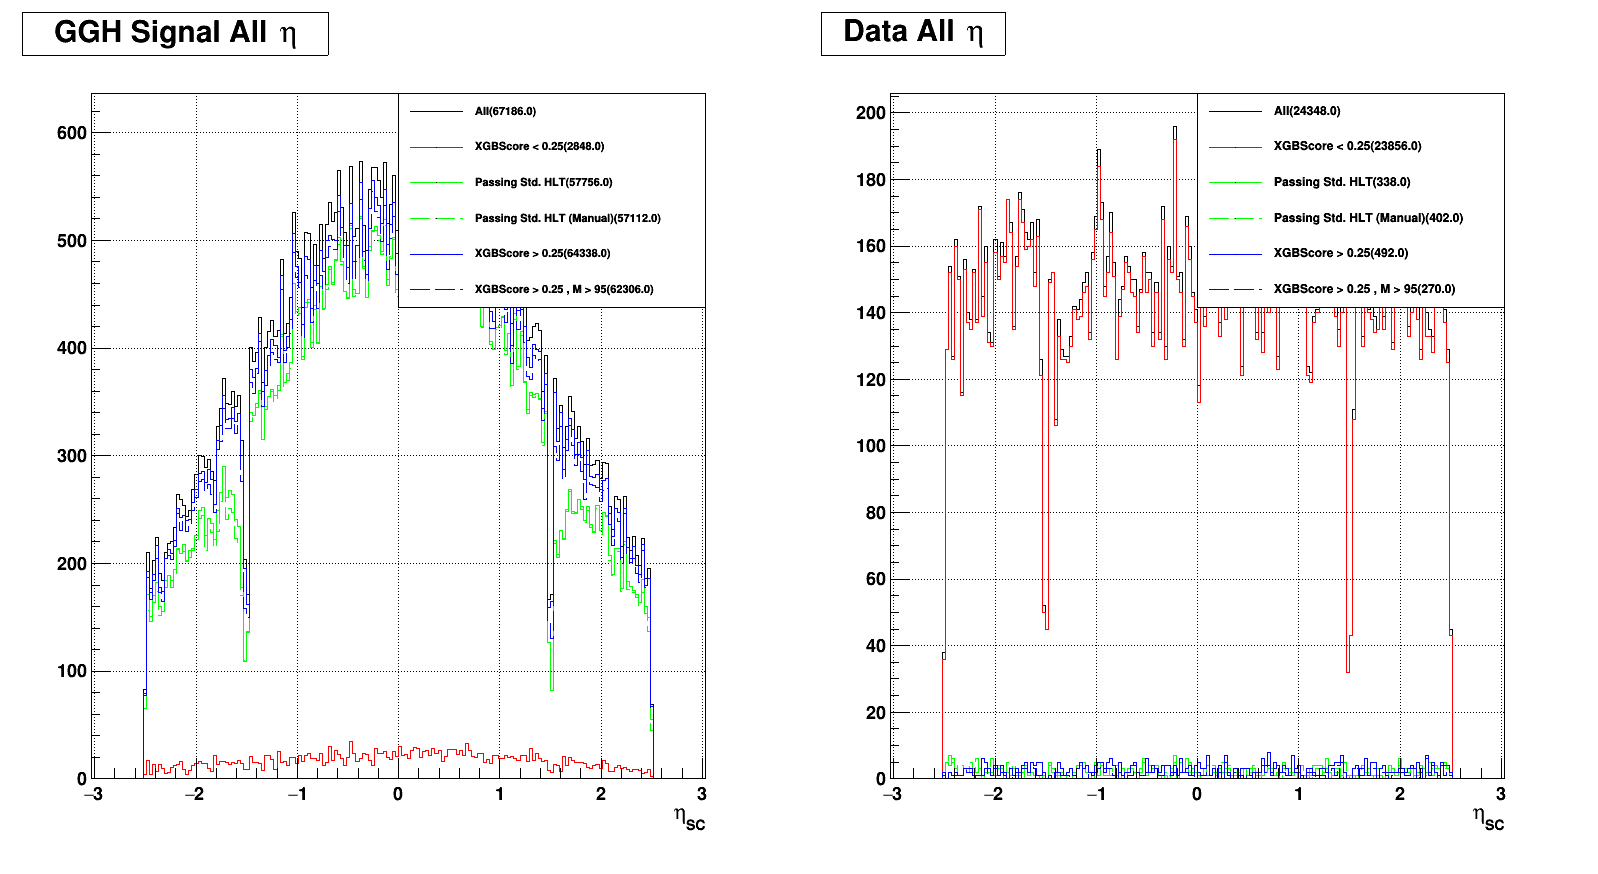 GGH Signal All η
All(67186.0)
XGBScore < 0.25(2848.0)
Passing Std. HLT(57756.0)
Passing Std. HLT (Manual)(57112.0)
XGBScore > 0.25(64338.0)
XGBScore > 0.25 , M > 95(62306.0)
600
500
400
300
200
100
0
−3 −2 −1 0 1 2 3
ηSC
Data All η
All(24348.0)
XGBScore < 0.25(23856.0)
Passing Std. HLT(338.0)
Passing Std. HLT (Manual)(402.0)
XGBScore > 0.25(492.0)
XGBScore > 0.25 , M > 95(270.0)
200
180
160
140
120
100
80
60
40
20
0
−3 −2 −1 0 1 2 3
ηSC